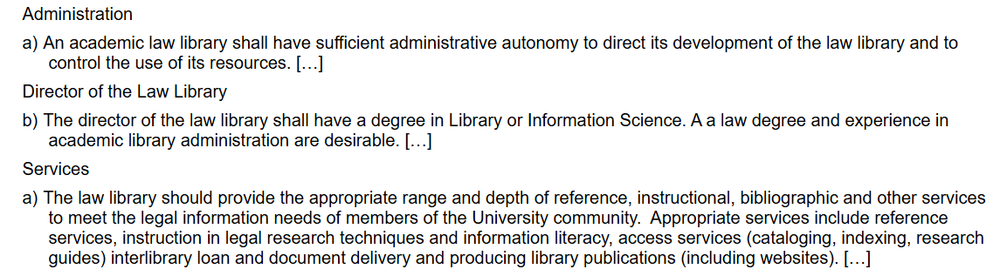 Administration
a) An academic law library shall have sufficient administrative autonomy to direct its development of the law library and to
control the use of its resources. […]
Director of the Law Library
b) The director of the law library shall have a degree in Library or Information Science. A a law degree and experience in
academic library administration are desirable. […]
Services
a) The law library should provide the appropriate range and depth of reference, instructional, bibliographic and other services
to meet the legal information needs of members of the University community.  Appropriate services include reference
services, instruction in legal research techniques and information literacy, access services (cataloging, indexing, research
guides) interlibrary loan and document delivery and producing library publications (including websites). […]